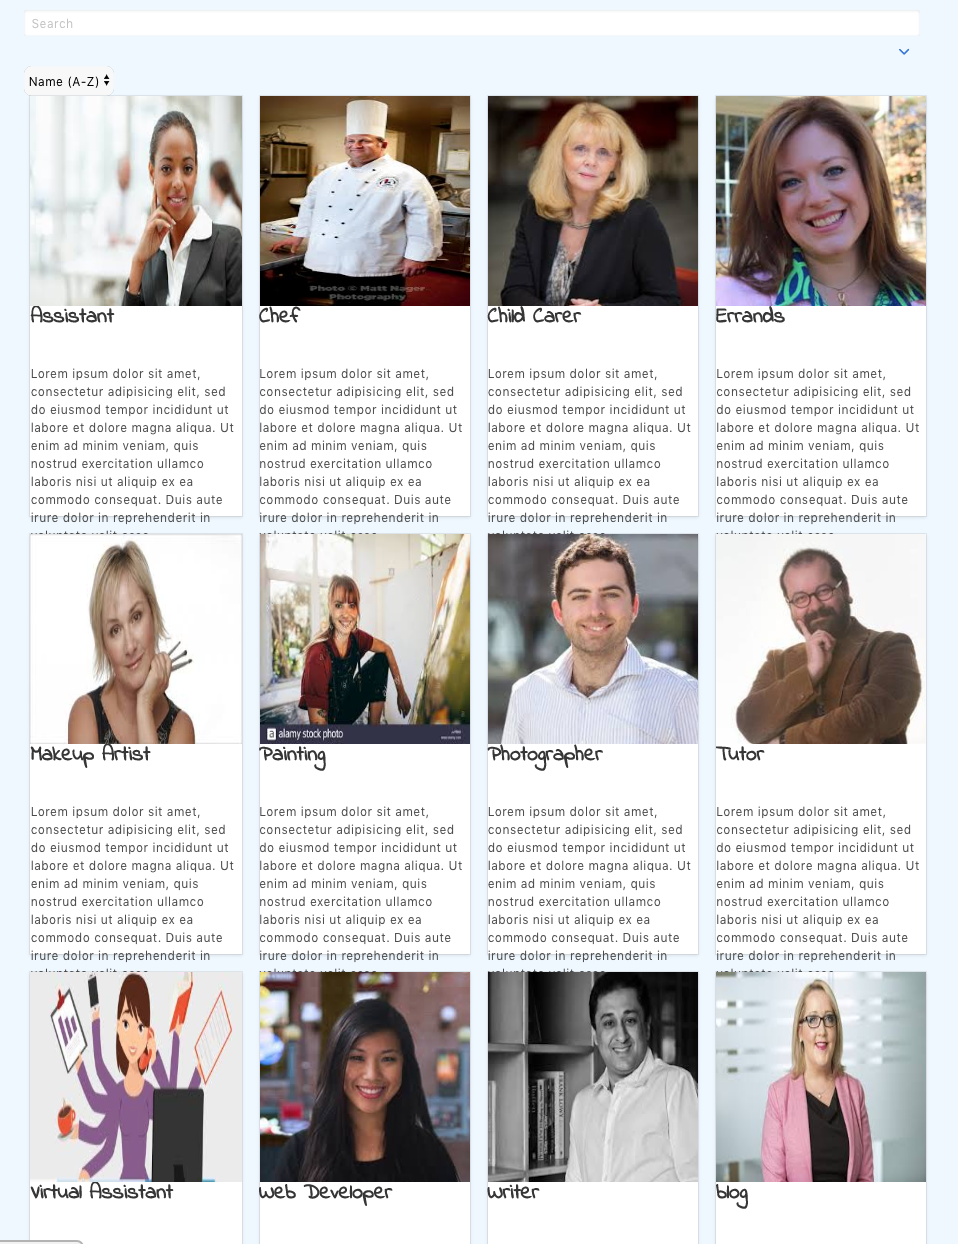 Search
Name (A-Z)
Photo © Matt Nager
Photography
Assistant
Chef
Child Carer
Errands
Lorem ipsum dolor sit amet,
consectetur adipisicing elit, sed
do eiusmod tempor incididunt ut
labore et dolore magna aliqua. Ut
enim ad minim veniam, quis
nostrud exercitation ullamco
laboris nisi ut aliquip ex ea
commodo consequat. Duis aute
irure dolor in reprehenderit in
Lorem ipsum dolor sit amet,
consectetur adipisicing elit, sed
do eiusmod tempor incididunt ut
labore et dolore magna aliqua. Ut
enim ad minim veniam, quis
nostrud exercitation ullamco
laboris nisi ut aliquip ex ea
commodo consequat. Duis aute
irure dolor in reprehenderit in
Lorem ipsum dolor sit amet,
consectetur adipisicing elit, sed
do eiusmod tempor incididunt ut
labore et dolore magna aliqua. Ut
enim ad minim veniam, quis
nostrud exercitation ullamco
laboris nisi ut aliquip ex ea
commodo consequat. Duis aute
irure dolor in reprehenderit in
Lorem ipsum dolor sit amet,
consectetur adipisicing elit, sed
do eiusmod tempor incididunt ut
labore et dolore magna aliqua. Ut
enim ad minim veniam, quis
nostrud exercitation ullamco
laboris nisi ut aliquip ex ea
commodo consequat. Duis aute
irure dolor in reprehenderit in
a alamy stock photo
Makeup Artist
Painting
Photographer
Tutor
Lorem ipsum dolor sit amet,
consectetur adipisicing elit, sed
do eiusmod tempor incididunt ut
labore et dolore magna aliqua. Ut
enim ad minim veniam, quis
nostrud exercitation ullamco
laboris nisi ut aliquip ex ea
commodo consequat. Duis aute
irure dolor in reprehenderit in
Lorem ipsum dolor sit amet,
consectetur adipisicing elit, sed
do eiusmod tempor incididunt ut
labore et dolore magna aliqua. Ut
enim ad minim veniam, quis
nostrud exercitation ullamco
laboris nisi ut aliquip ex ea
commodo consequat. Duis aute
irure dolor in reprehenderit in
Lorem ipsum dolor sit amet,
consectetur adipisicing elit, sed
do eiusmod tempor incididunt ut
labore et dolore magna aliqua. Ut
enim ad minim veniam, quis
nostrud exercitation ullamco
laboris nisi ut aliquip ex ea
commodo consequat. Duis aute
irure dolor in reprehenderit in
Lorem ipsum dolor sit amet,
consectetur adipisicing elit, sed
do eiusmod tempor incididunt ut
labore et dolore magna aliqua. Ut
enim ad minim veniam, quis
nostrud exercitation ullamco
laboris nisi ut aliquip ex ea
commodo consequat. Duis aute
irure dolor in reprehenderit in
Virtual Assistant
Web Developer
Writer
blog